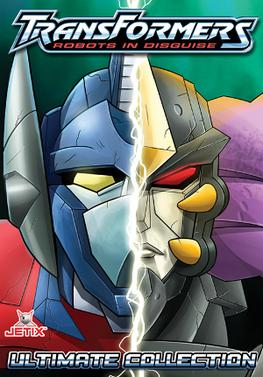 TRANSFORMERS
ROBOTS IN DISGUISE
JETIX
ULTIMATE COLLECTION